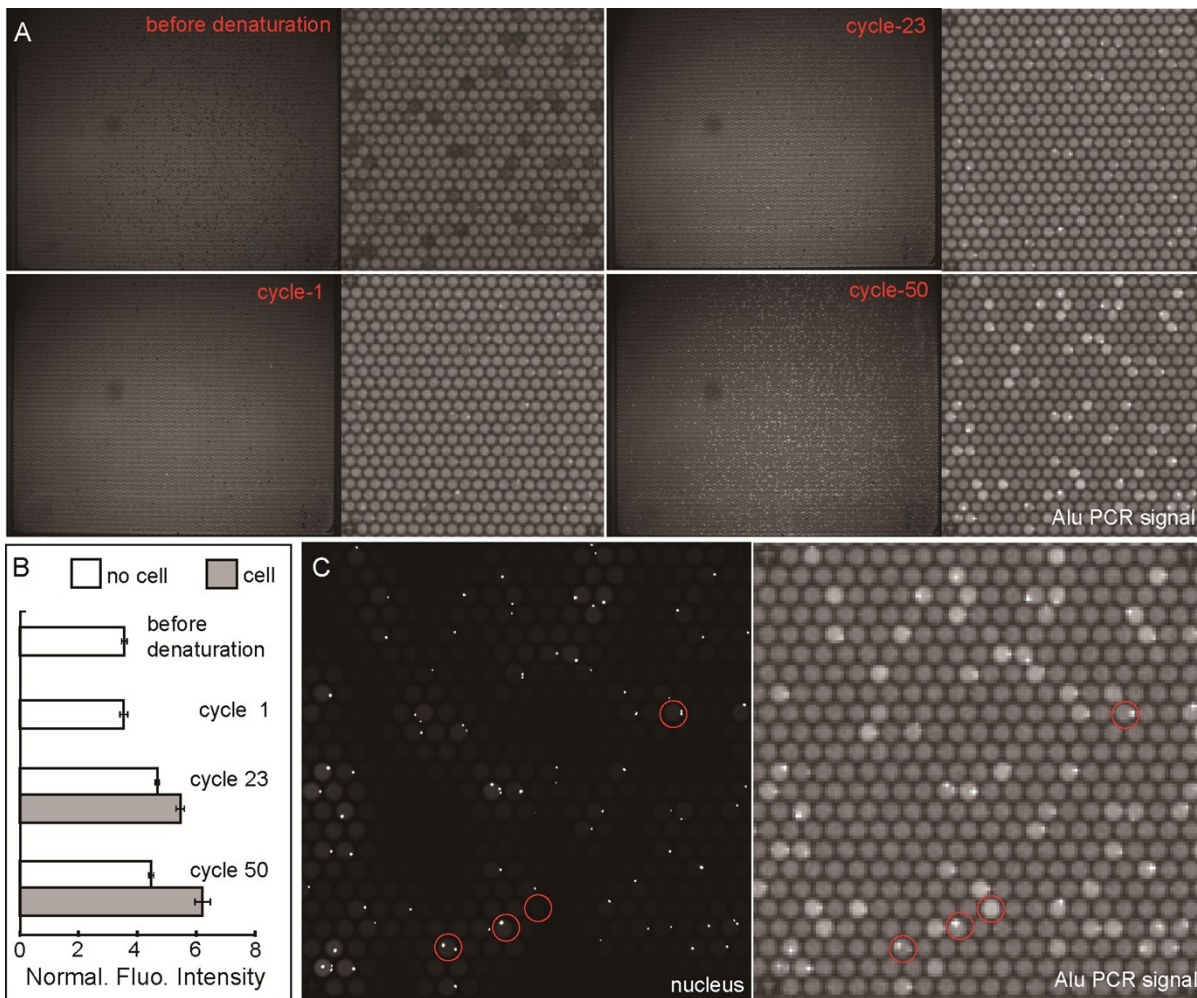 A
before denaturation
cycle-23
cycle-1
cycle-50
Alu PCR signal
B
no cell
cell
before
denaturation
cycle 1
cycle 23
cycle 50
0 2 4 6 8
Normal. Fluo. Intensity
C
nucleus
Alu PCR signal